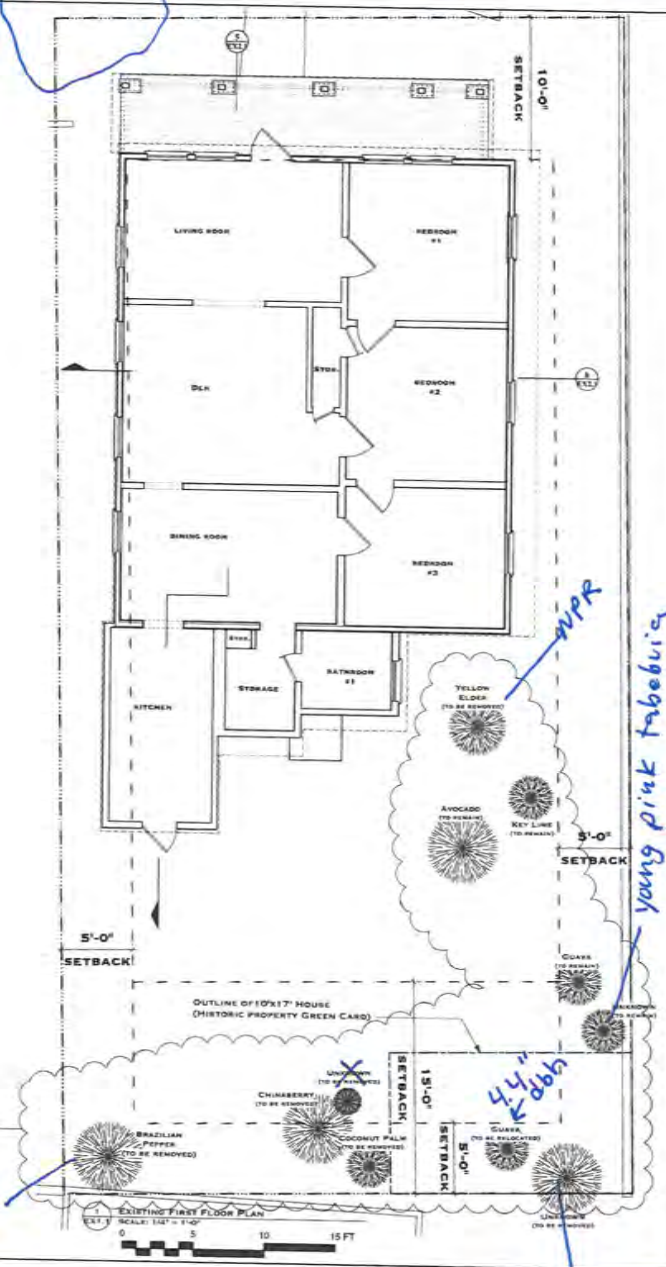 10'-0"
SETBACK
LIVING ROOM
BEDROOM
#1
STOR.
DEN
BEDROOM
#2
DINING ROOM
BEDROOM
#3
NPR
STOR.
KITCHEN
STORAGE
BATHROOM
#1
YELLOW
ELDER
(TO BE REMOVED)
young pink tabebuia
AVOCADO
(TO REMAIN)
KEY LIME
(TO REMAIN)
5'-0"
SETBACK
5'-0"
SETBACK
GUAVA
(TO REMAIN)
UNKNOWN
(TO REMAIN)
OUTLINE OF 10'X17' HOUSE
(HISTORIC PROPERTY GREEN CARD)
SETBACK
15'-0"
4.4"
dbh
UNKNOWN
(TO BE REMOVED)
CHINABERRY
(TO BE REMOVED)
GUAVA
(TO BE RELOCATED)
SETBACK
5'-0"
BRAZILIAN
PEPPER
(TO BE REMOVED)
COCONUT PALM
(TO BE REMOVED)
UNKNOWN
(TO BE REMOVED)
1
EX1.1
EXISTING FIRST FLOOR PLAN
SCALE: 1/4" = 1'-0"
0 5 10 15 FT